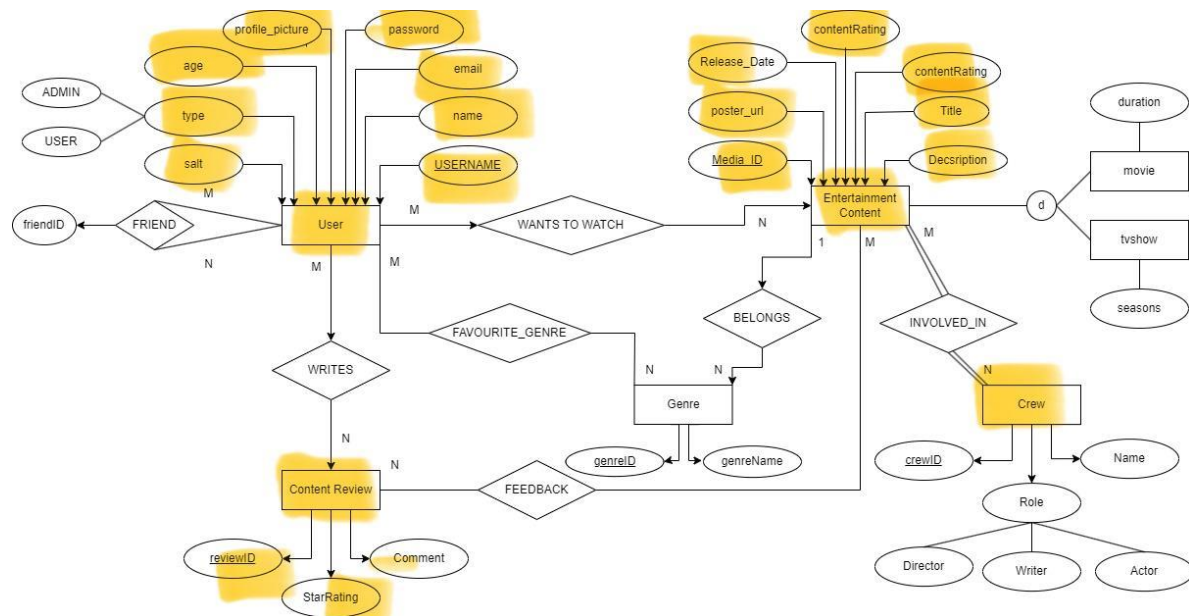 profile_picture
password
contentRating
age
email
Release_Date
contentRating
ADMIN
type
name
poster_url
Title
duration
USER
salt
USERNAME
Media_ID
Decsription
movie
M
friendID
FRIEND
User
M
WANTS TO WATCH
N
Entertainment
Content
d
tvshow
N
M
M
1
M
M
seasons
BELONGS
INVOLVED_IN
FAVOURITE_GENRE
WRITES
N
N
N
Genre
Crew
N
N
genreID
genreName
crewID
Name
Content Review
FEEDBACK
Role
reviewID
Comment
StarRating
Director
Writer
Actor